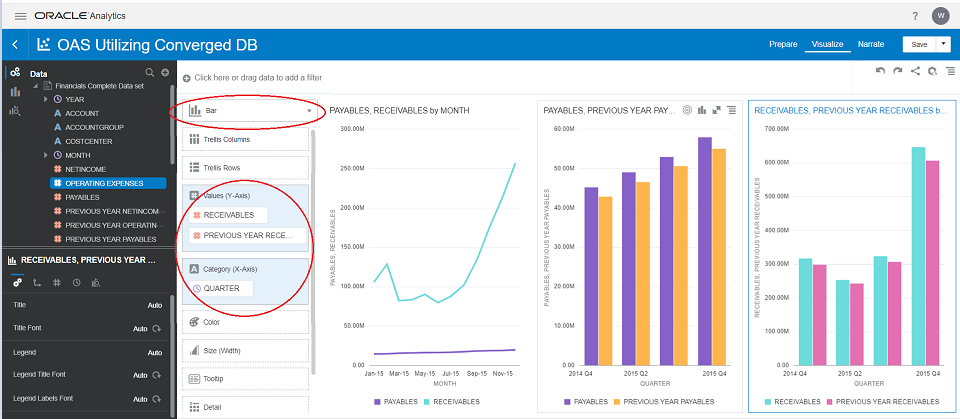 ORACLE Analytics
?
W
OAS Utilizing Converged DB
Prepare
Visualize
Narrate
Save
Data
Financials Complete Data set
YEAR
A ACCOUNT
A ACCOUNTGROUP
A COSTCENTER
MONTH
NETINCOME
OPERATING EXPENSES
PAYABLES
PREVIOUS YEAR NETINCOM...
PREVIOUS YEAR OPERATIN...
PREVIOUS YEAR PAYABLES
RECEIVABLES, PREVIOUS YEAR ...
Title
Auto
Title Font
Auto
Legend
Auto
Legend Title Font
Auto
Legend Labels Font
Auto
Click here or drag data to add a filter
Bar
Trellis Columns
Trellis Rows
Values (Y-Axis)
RECEIVABLES
PREVIOUS YEAR RECE...
A Category (X-Axis)
QUARTER
Color
Size (Width)
Tooltip
Detail
PAYABLES, RECEIVABLES by MONTH
PAYABLES, RECEIVABLES
300.00M
250.00M
200.00M
150.00M
100.00M
50.00M
0.00
Jan-15 Mar-15 May-15 Jul-15 Sep-15 Nov-15
MONTH
PAYABLES RECEIVABLES
PAYABLES, PREVIOUS YEAR PAY...
PAYABLES, PREVIOUS YEAR PAYABLES
60.00M
50.00M
40.00M
30.00M
20.00M
10.00M
0.00
2014 Q4 2015 Q2 2015 Q4
QUARTER
PAYABLES PREVIOUS YEAR PAYABLES
RECEIVABLES, PREVIOUS YEAR RECEIVABLES b...
RECEIVABLES, PREVIOUS YEAR RECEIVABLES
700.00M
600.00M
500.00M
400.00M
300.00M
200.00M
100.00M
0.00
2014 Q4 2015 Q2 2015 Q4
QUARTER
RECEIVABLES PREVIOUS YEAR RECEIVABLES